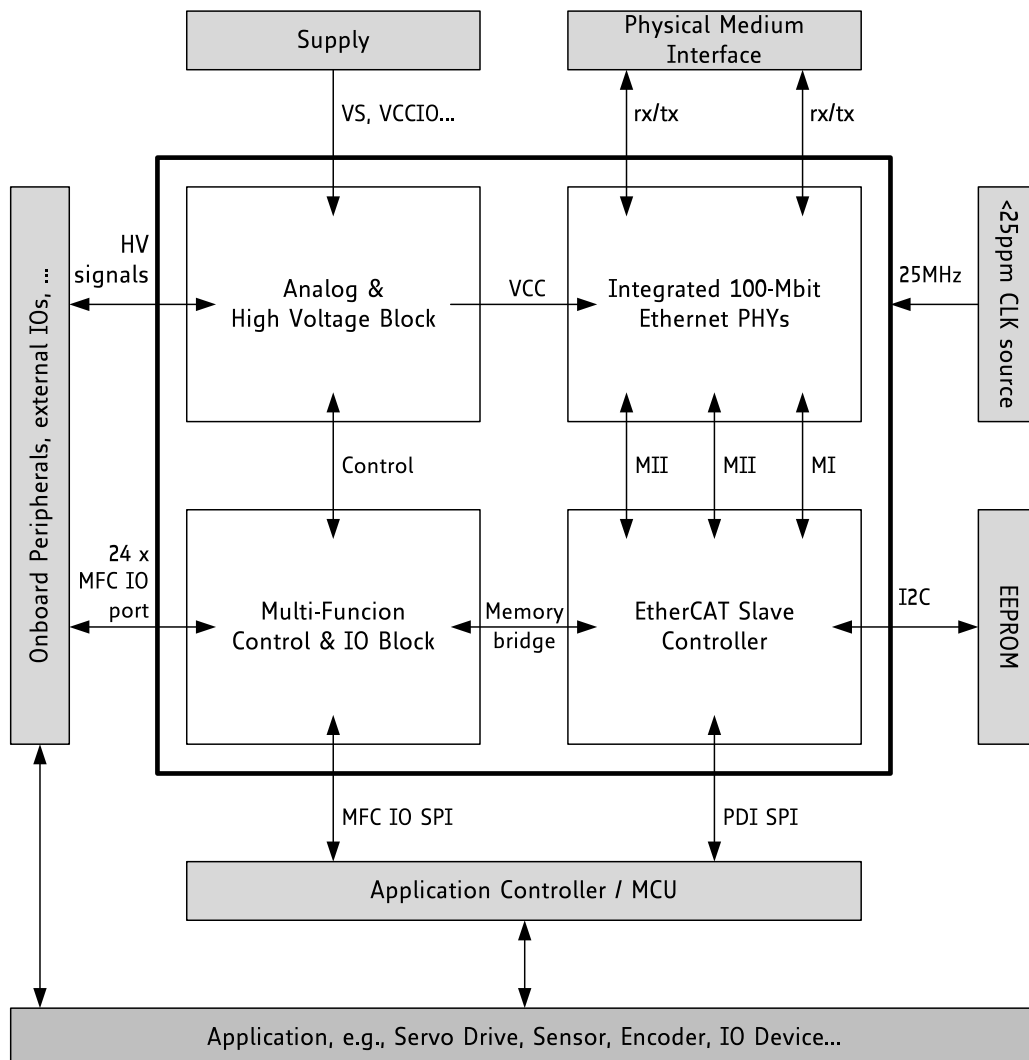 Supply
Physical Medium
Interface
VS, VCCIO...
rx/tx
rx/tx
Onboard Peripherals, external IOs, ...
HV
signals
Analog &
High Voltage Block
VCC
Integrated 100-Mbit
Ethernet PHYs
25MHz
<25ppm CLK source
Control
MII
MII
MI
24 x
MFC IO
port
Multi-Funcion
Control & IO Block
Memory
bridge
EtherCAT Slave
Controller
I2C
EEPROM
MFC IO SPI
PDI SPI
Application Controller / MCU
Application, e.g., Servo Drive, Sensor, Encoder, IO Device...